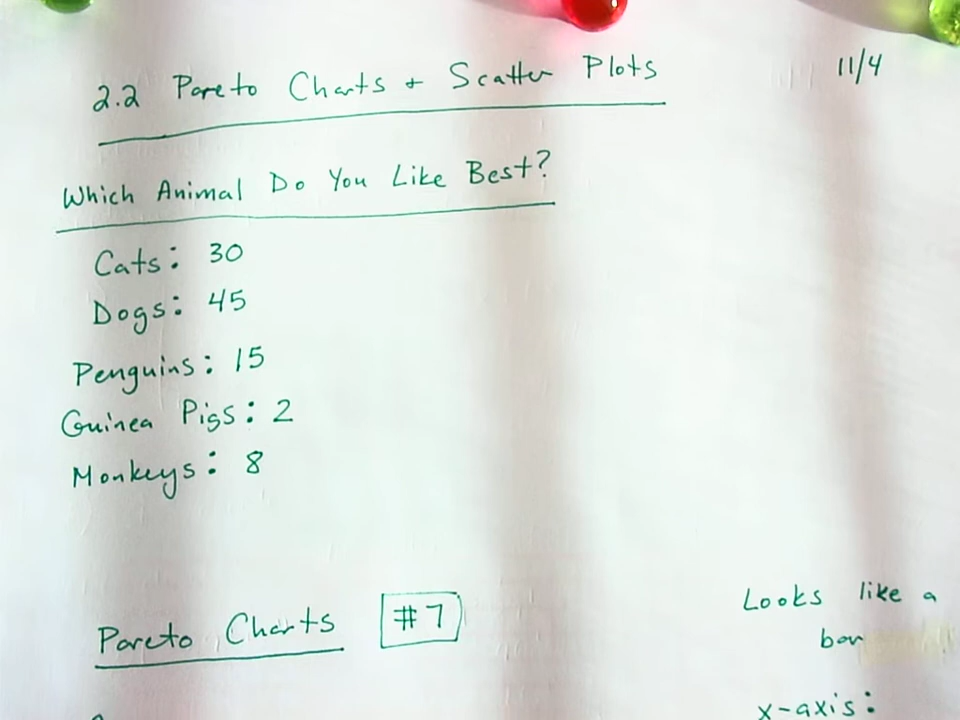 2.2 Pareto Charts + Scatter Plots
11/4
Which Animal Do You Like Best?
Cats: 30
Dogs: 45
Penguins: 15
Guinea Pigs: 2
Monkeys: 8
Pareto Charts #7
Looks like a
bar
x-axis: